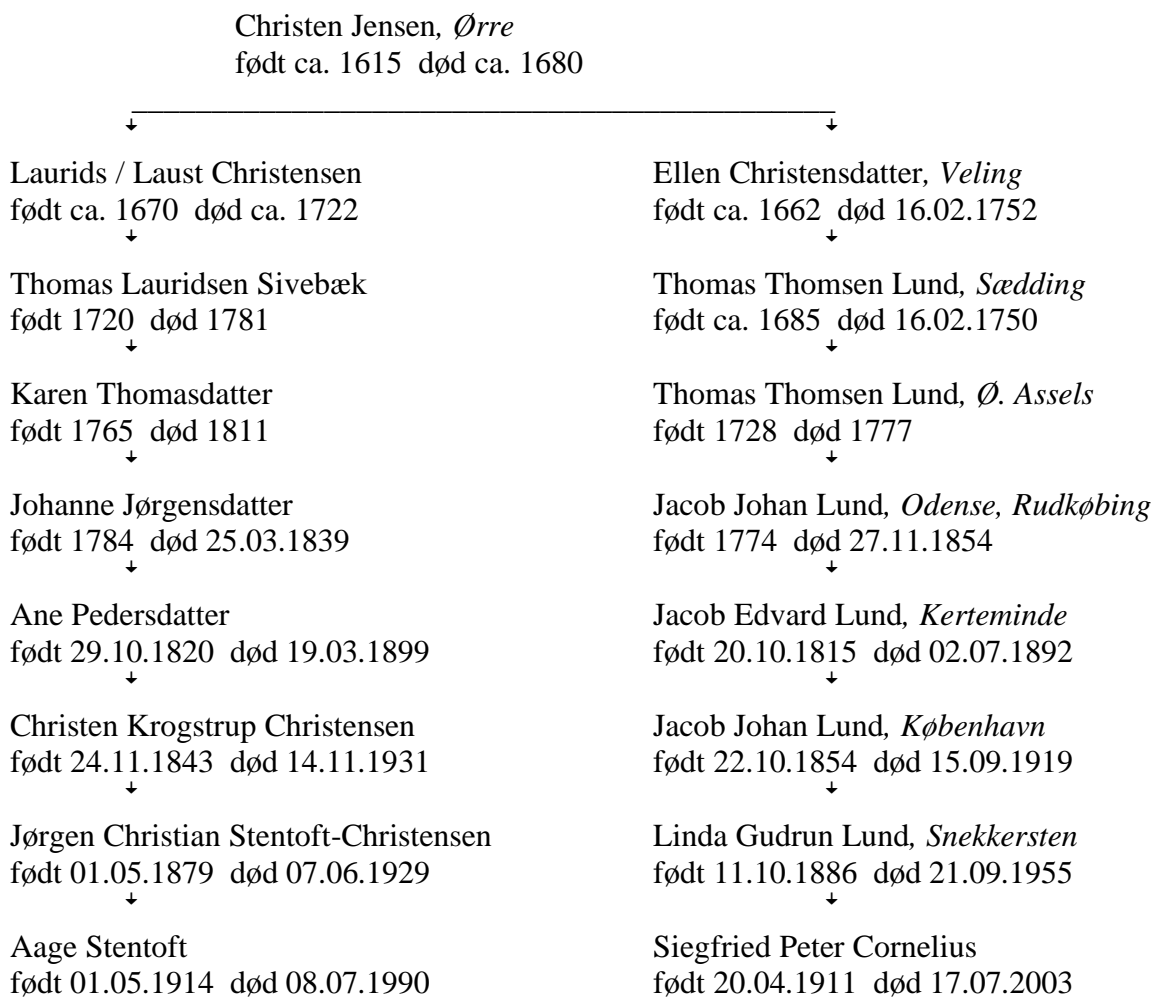 Christen Jensen, Ørre
født ca. 1615 død ca. 1680
Laurids / Laust Christensen
født ca. 1670 død ca. 1722
Thomas Lauridsen Sivebæk
født 1720 død 1781
Karen Thomasdatter
født 1765 død 1811
Johanne Jørgensdatter
født 1784 død 25.03.1839
Ane Pedersdatter
født 29.10.1820 død 19.03.1899
Christen Krogstrup Christensen
født 24.11.1843 død 14.11.1931
Jørgen Christian Stentoft-Christensen
født 01.05.1879 død 07.06.1929
Aage Stentoft
født 01.05.1914 død 08.07.1990
Ellen Christensdatter, Veling
født ca. 1662 død 16.02.1752
Thomas Thomsen Lund, Sædding
født ca. 1685 død 16.02.1750
Thomas Thomsen Lund, Ø. Assels
født 1728 død 1777
Jacob Johan Lund, Odense, Rudkøbing
født 1774 død 27.11.1854
Jacob Edvard Lund, Kerteminde
født 20.10.1815 død 02.07.1892
Jacob Johan Lund, København
født 22.10.1854 død 15.09.1919
Linda Gudrun Lund, Snekkersten
født 11.10.1886 død 21.09.1955
Siegfried Peter Cornelius
født 20.04.1911 død 17.07.2003